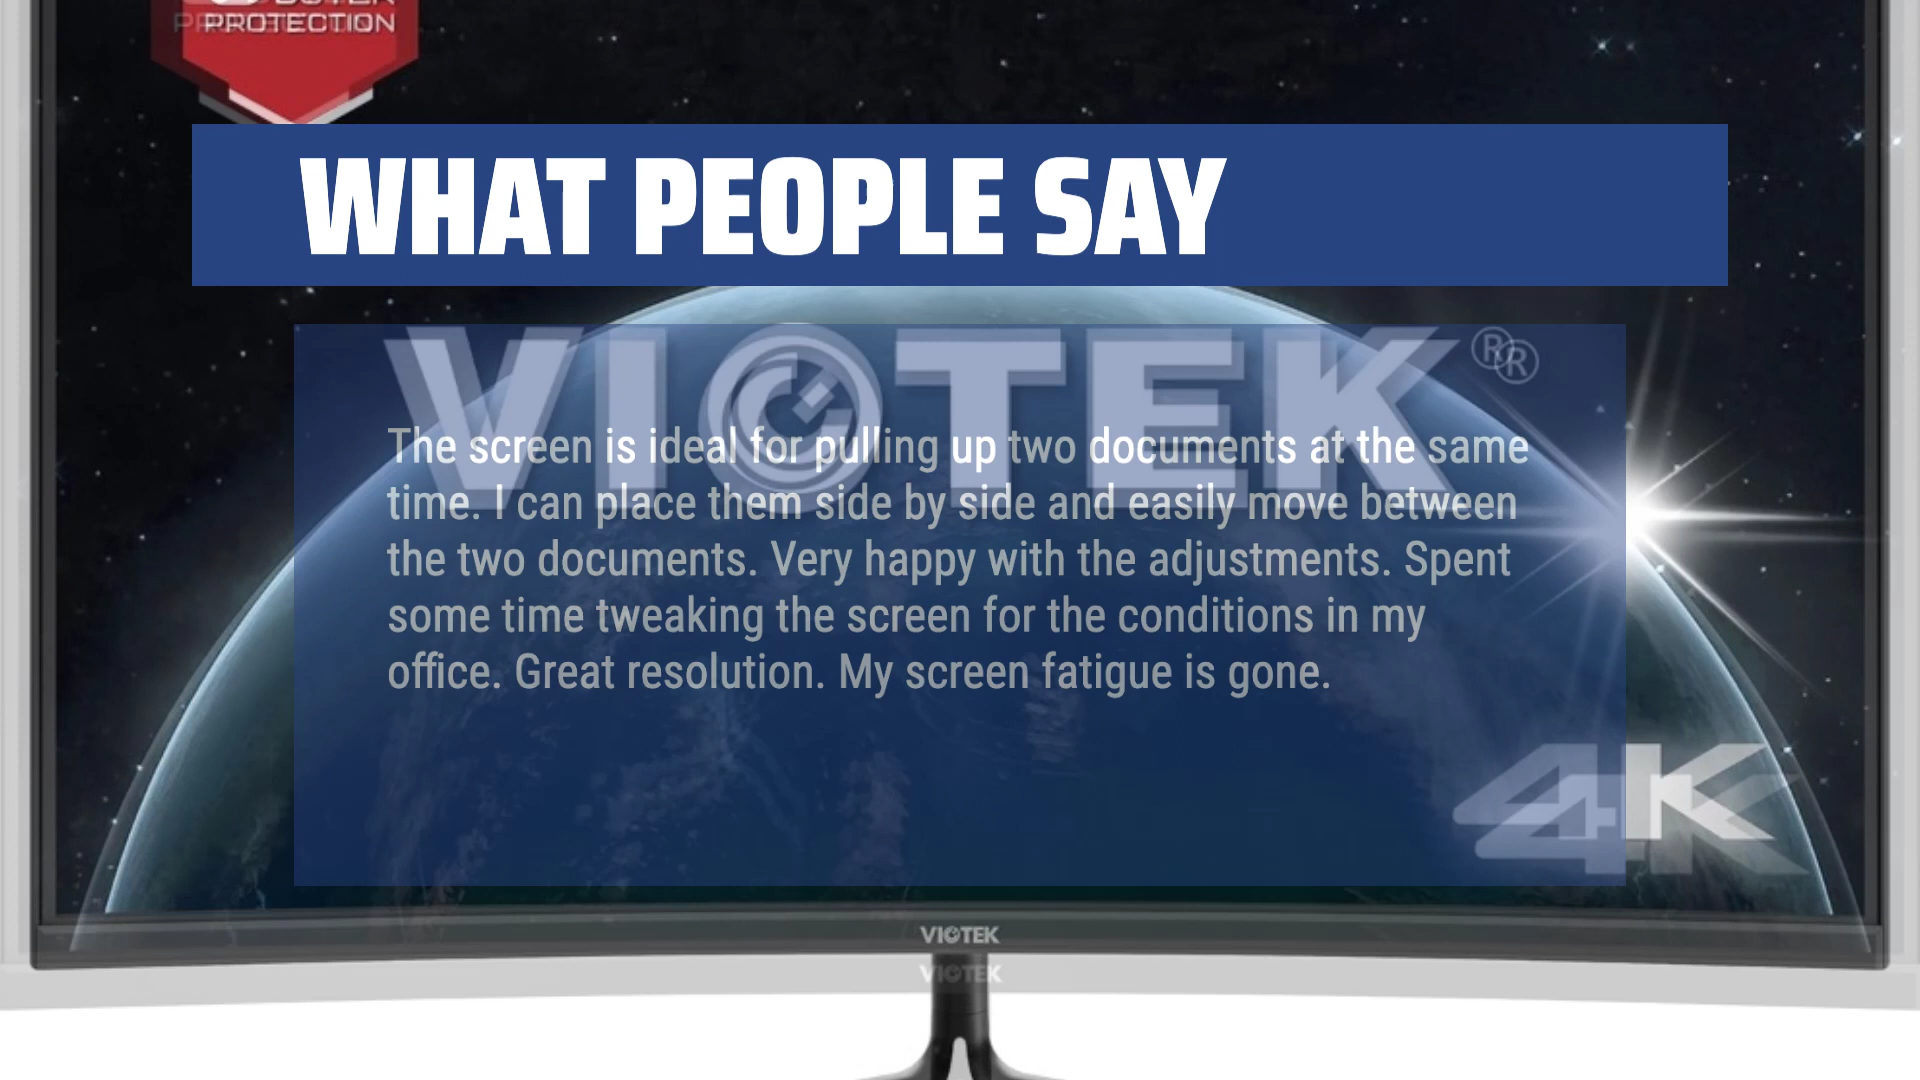 PROTECTION
WHAT PEOPLE SAY
VIOTEK®
The screen is ideal for pulling up two documents at the same
time. I can place them side by side and easily move between
the two documents. Very happy with the adjustments. Spent
some time tweaking the screen for the conditions in my
office. Great resolution. My screen fatigue is gone.
4K
VIOTEK
VIOTEK